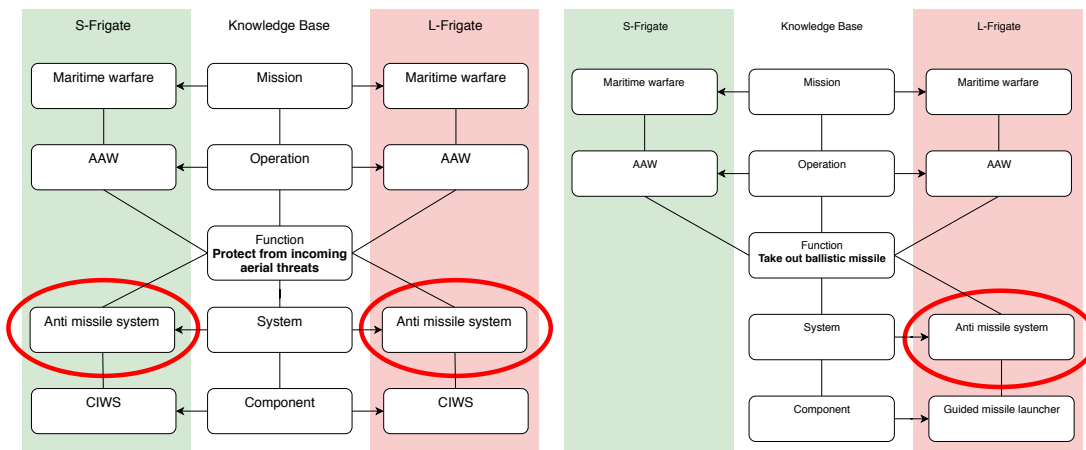 S-Frigate
Knowledge Base
L-Frigate
Maritime warfare
Mission
Maritime warfare
AAW
Operation
AAW
Function
Protect from incoming
aerial threats
Anti missile system
System
Anti missile system
CIWS
Component
CIWS
S-Frigate
Knowledge Base
L-Frigate
Maritime warfare
Mission
Maritime warfare
AAW
Operation
AAW
Function
Take out ballistic missile
System
Anti missile system
Component
Guided missile launcher